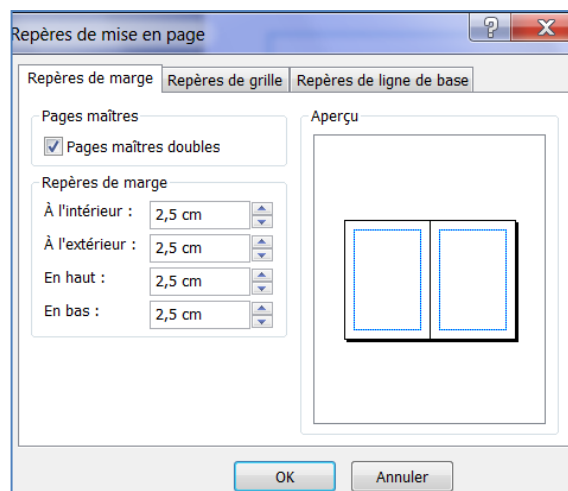 Repères de mise en page
Repères de marge Repères de grille Repères de ligne de base
Pages maîtres
Pages maîtres doubles
Repères de marge
À l'intérieur : 2,5 cm
À l'extérieur : 2,5 cm
En haut : 2,5 cm
En bas : 2,5 cm
Aperçu
OK Annuler